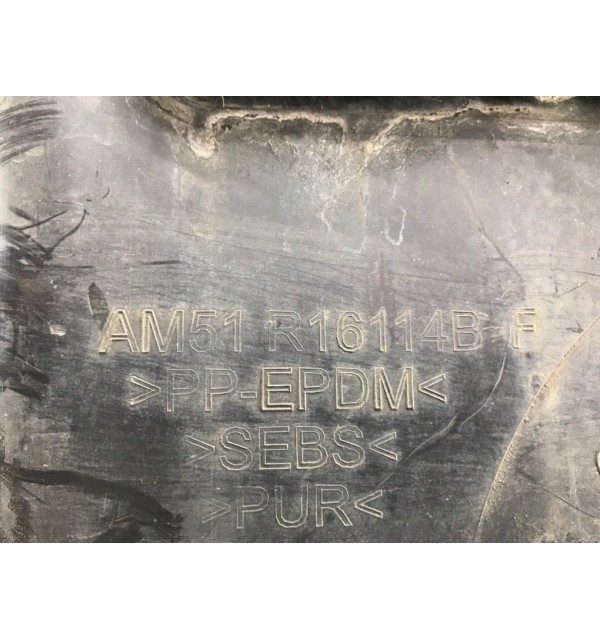 AM51 R16114B F
>PP-EPDM<
>SEBS<
>PUR<